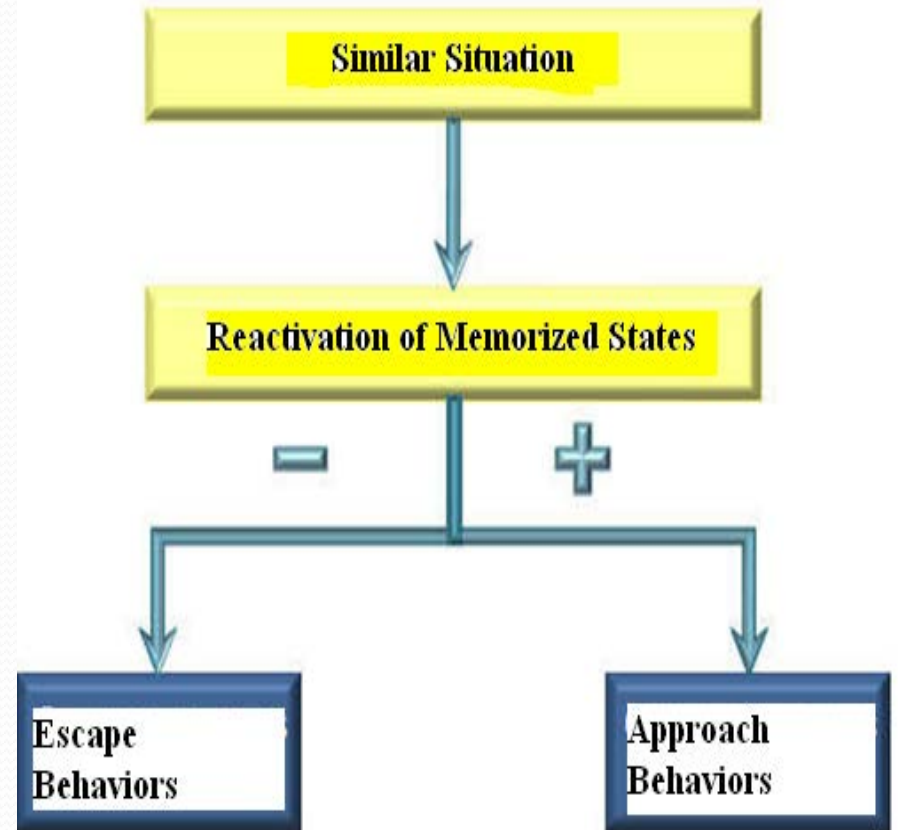 Similar Situation
Reactivation of Memorized States
Escape
Behaviors
Approach
Behaviors